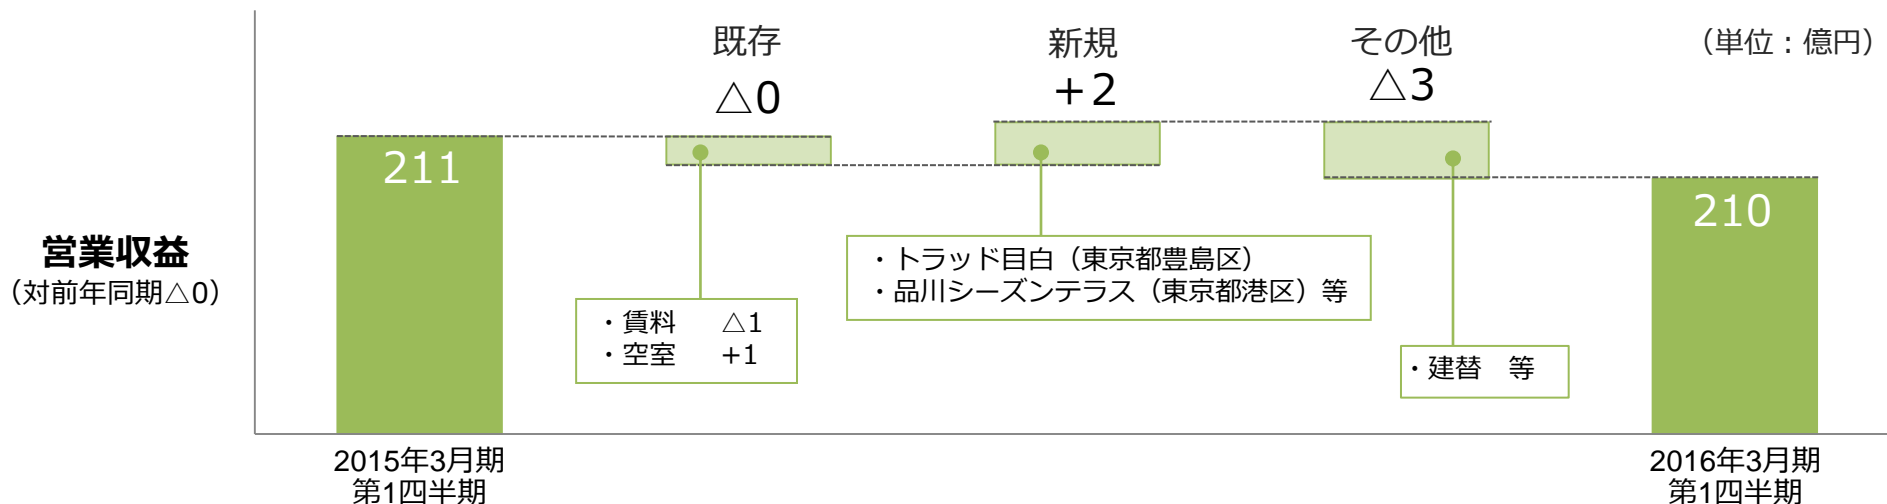 既存
△0
新規
+2
その他
△3
（単位：億円）
211
210
営業収益
（対前年同期△0）
・賃料 △1
・空室 +1
・トラッド目白（東京都豊島区）
・品川シーズンテラス（東京都港区）等
・建替 等
2015年3月期
第1四半期
2016年3月期
第1四半期